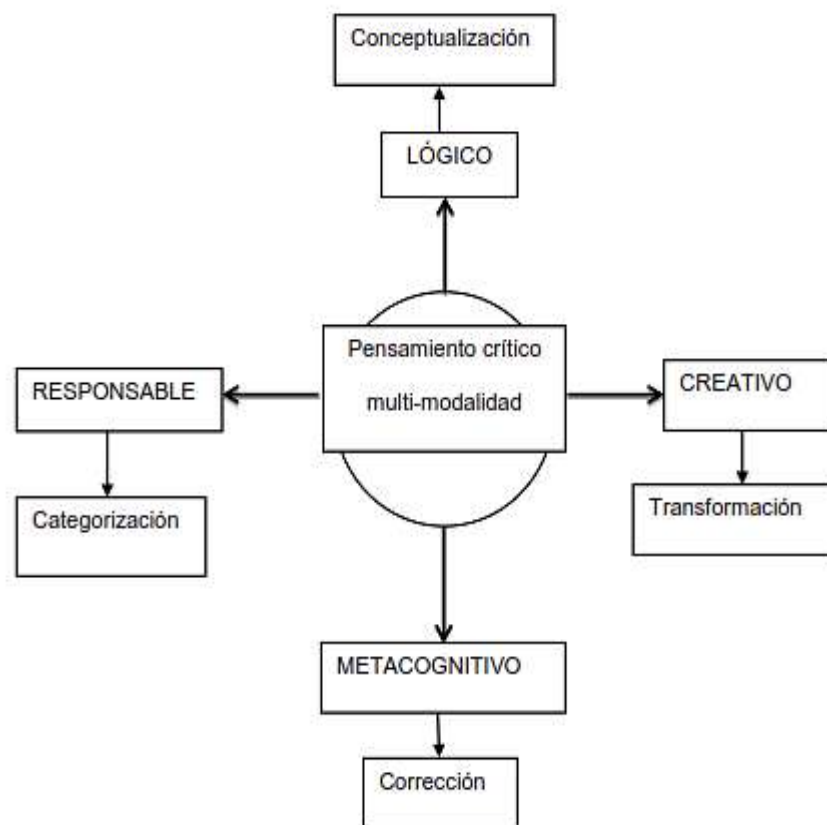 Conceptualización
LÓGICO
Pensamiento crítico
multi-modalidad
RESPONSABLE
CREATIVO
Categorización
Transformación
METACOGNITIVO
Corrección